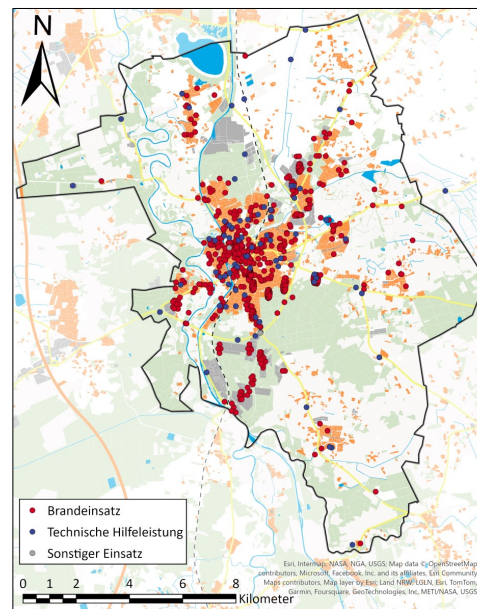 N
Brandeinsatz
Technische Hilfeleistung
Sonstiger Einsatz
0 1 2 4 6 8
Kilometer
Esri, Intermap, NASA, NGA, USGS; Map data © OpenStreetMap
contributors, Microsoft, Facebook, Inc. and its affiliates, Esri Community
Maps contributors, Map layer by Esri; Land NRW, LGLN, Esri, TomTom,
Garmin, Foursquare, GeoTechnologies, Inc, METI/NASA, USGS